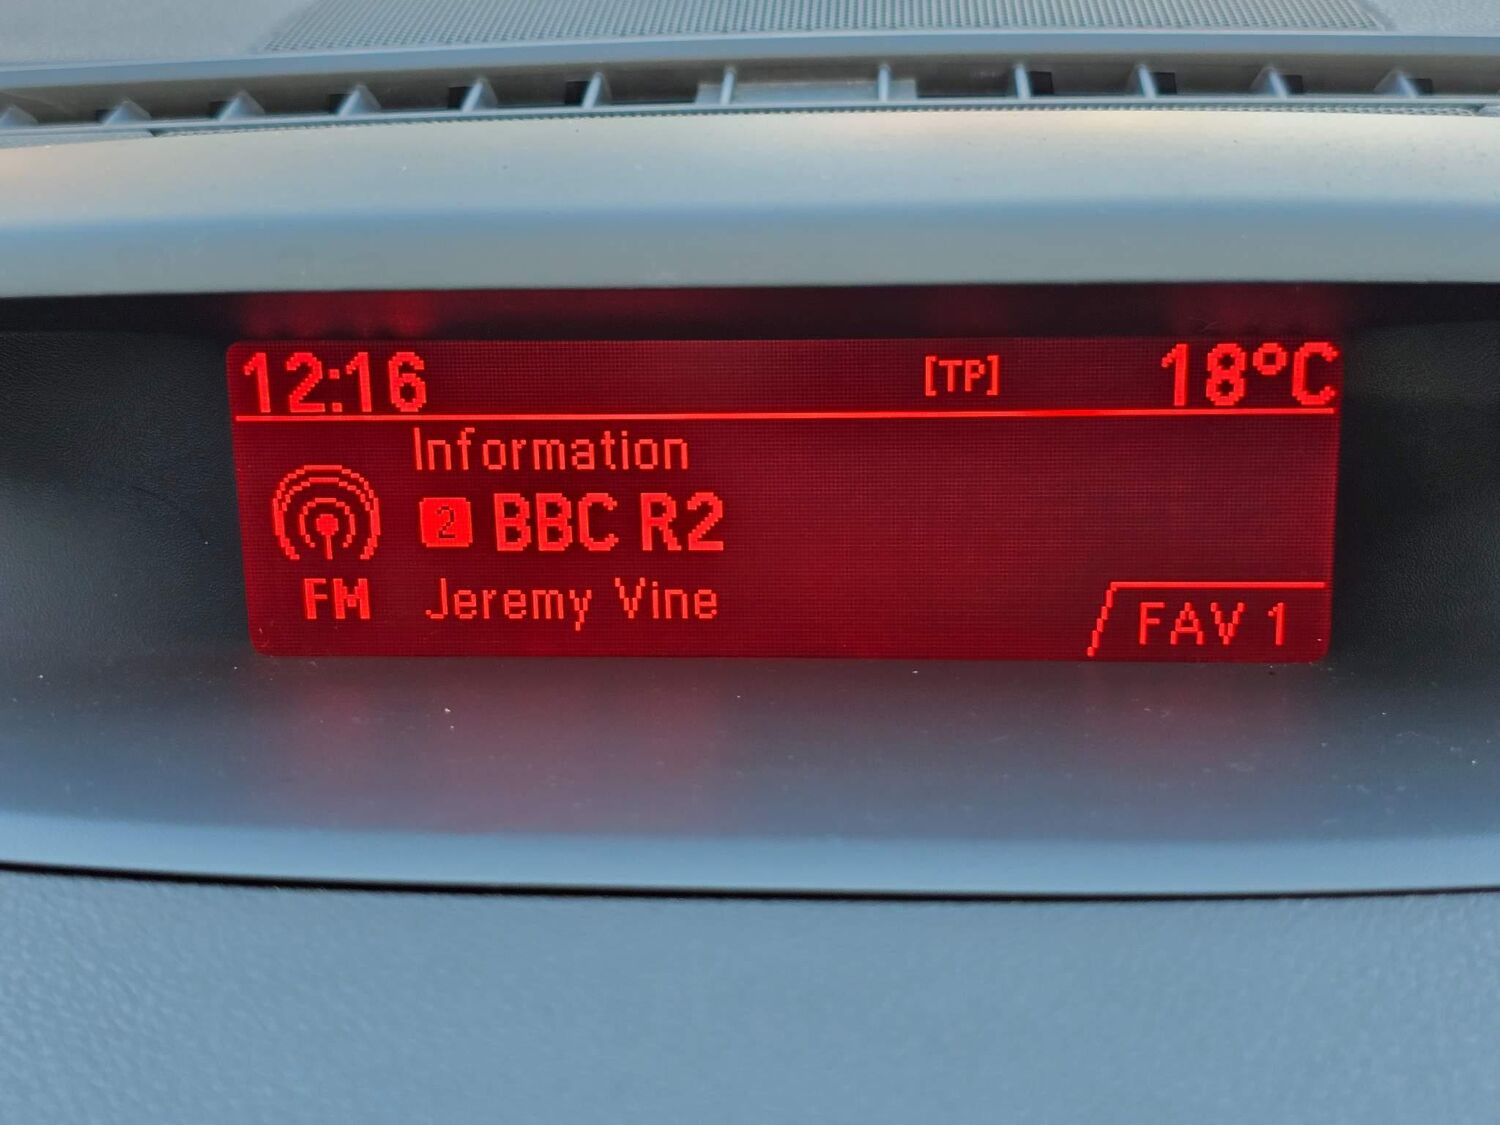 12:16 [TP] 18°C
Information
2 BBC R2
FM Jeremy Vine
FAV 1